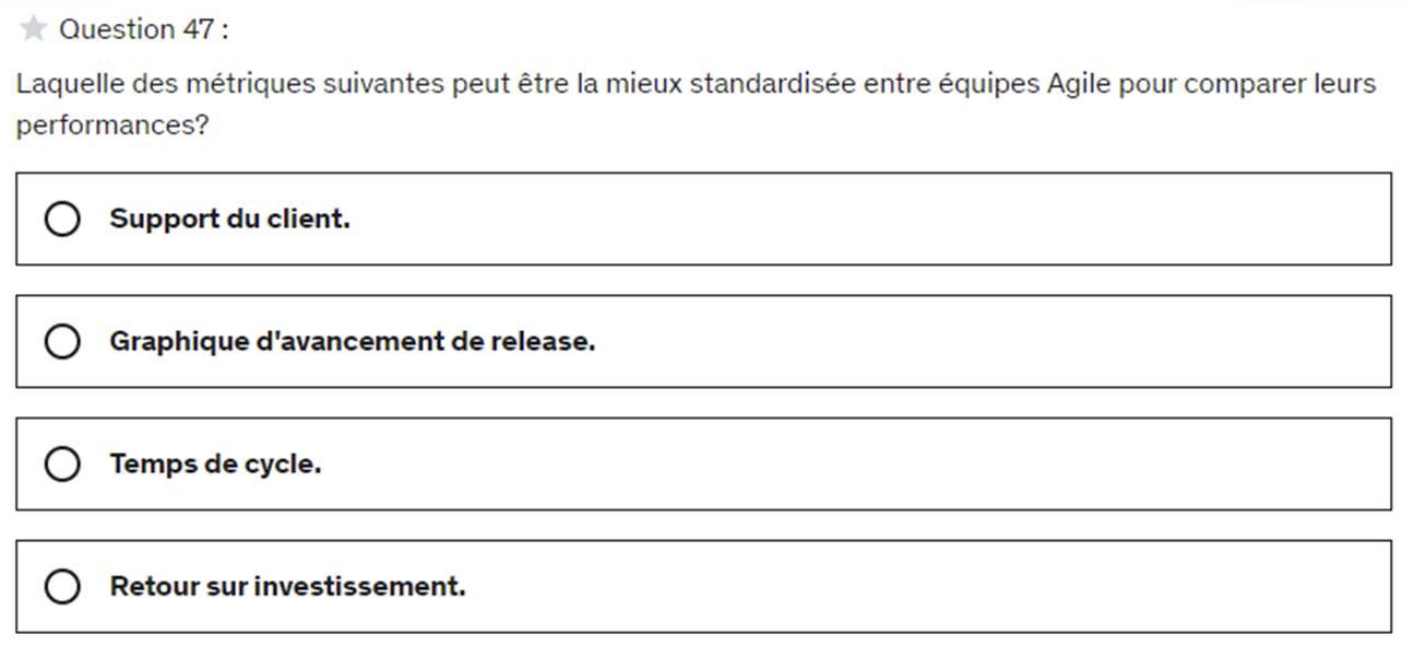 Question 47 :
Laquelle des métriques suivantes peut être la mieux standardisée entre équipes Agile pour comparer leurs
performances?
Support du client.
Graphique d'avancement de release.
Temps de cycle.
Retour sur investissement.